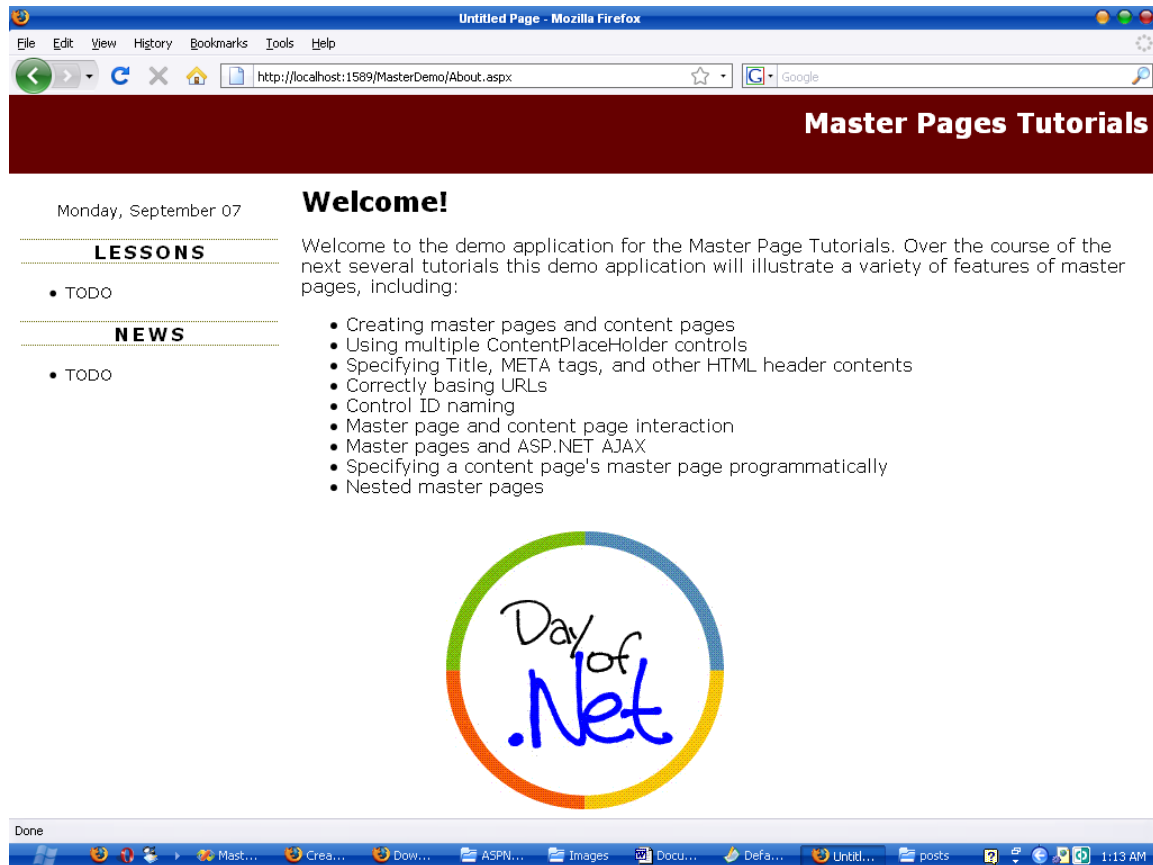 Untitled Page - Mozilla Firefox
File Edit View History Bookmarks Tools Help
http://localhost:1589/MasterDemo/About.aspx
G Google
Master Pages Tutorials
Monday, September 07
LESSONS
• TODO
NEWS
• TODO
Welcome!
Welcome to the demo application for the Master Page Tutorials. Over the course of the
next several tutorials this demo application will illustrate a variety of features of master
pages, including:
• Creating master pages and content pages
• Using multiple ContentPlaceHolder controls
• Specifying Title, META tags, and other HTML header contents
• Correctly basing URLs
• Control ID naming
• Master page and content page interaction
• Master pages and ASP.NET AJAX
• Specifying a content page's master page programmatically
• Nested master pages
Day
of
.Net
Done
Mast... Crea... Dow... ASPN... Images Docu... Defa... Untitl... posts 1:13 AM